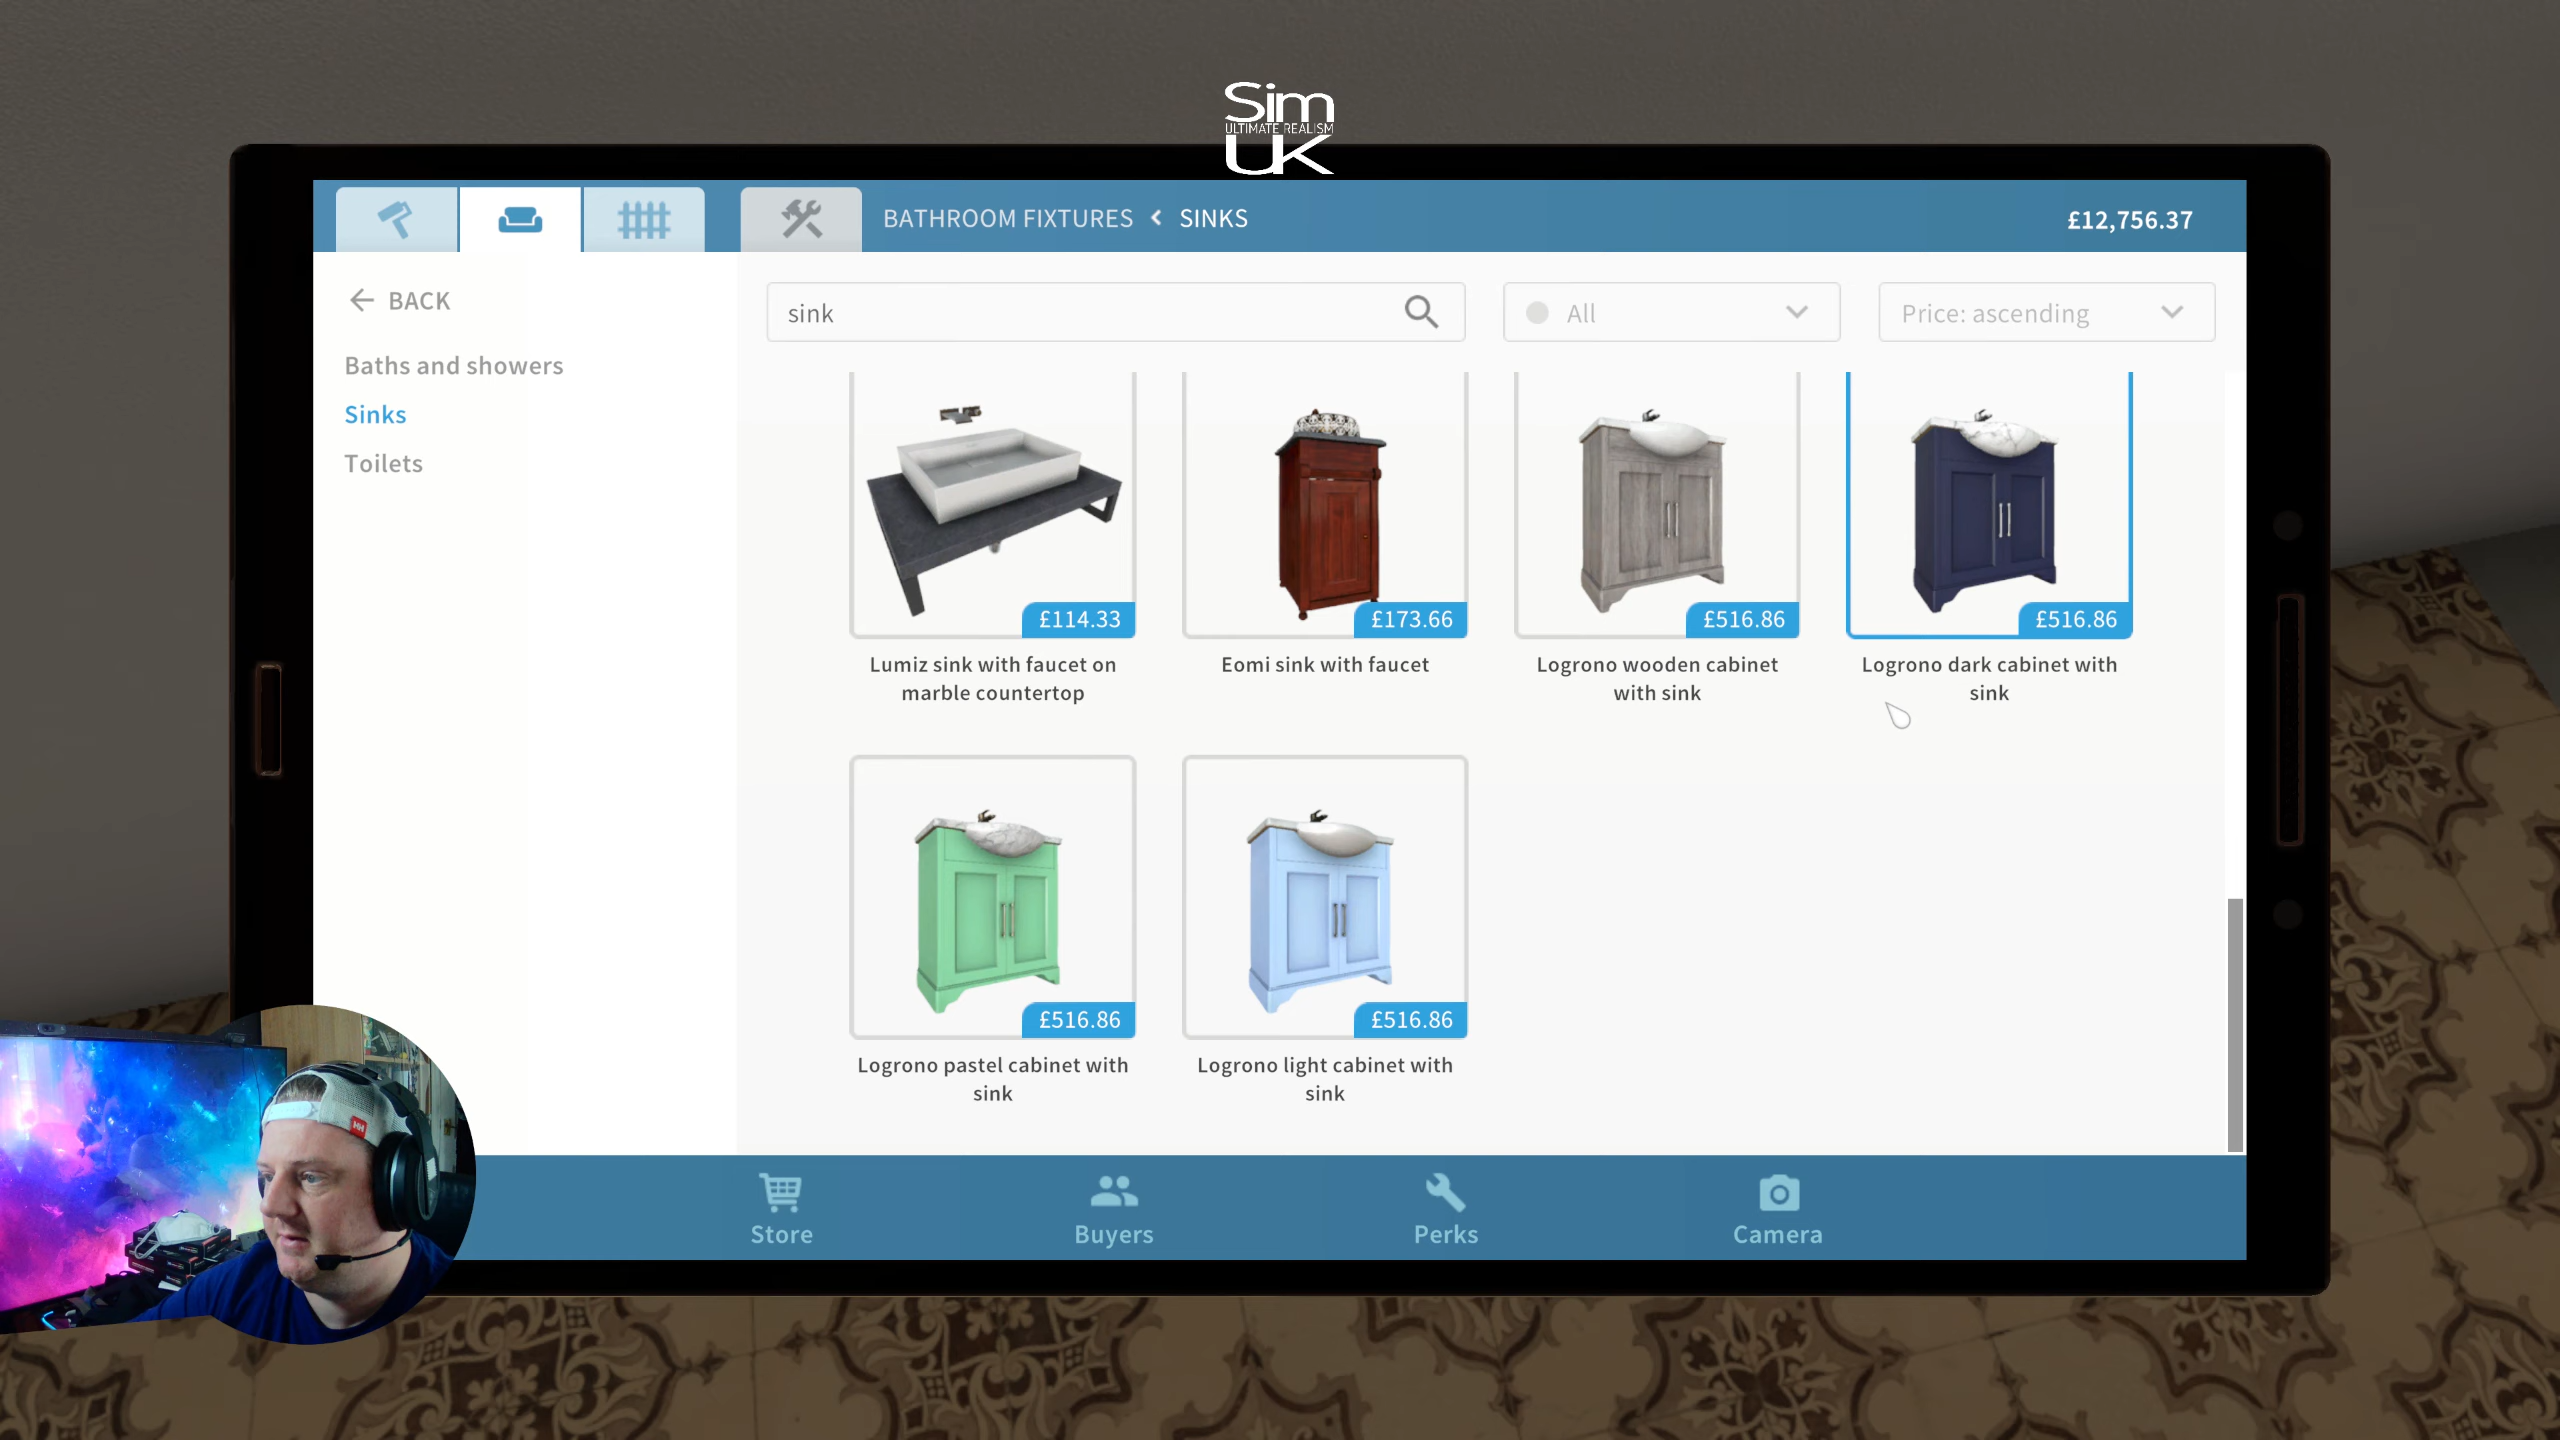 Sim
ULTIMATE REALISM
UK
BATHROOM FIXTURES < SINKS
£12,756.37
BACK
Baths and showers
Sinks
Toilets
sink
All
Price: ascending
£114.33
£173.66
£516.86
£516.86
Lumiz sink with faucet on
marble countertop
Eomi sink with faucet
Logrono wooden cabinet
with sink
Logrono dark cabinet with
sink
£516.86
£516.86
Logrono pastel cabinet with
sink
Logrono light cabinet with
sink
Store
Buyers
Perks
Camera
HH